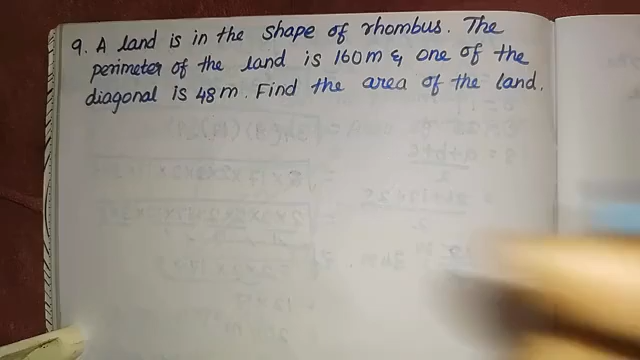 9. A land is in the shape of rhombus. The
perimeter of the land is 160m & one of the
diagonal is 48m. Find the area of the land.